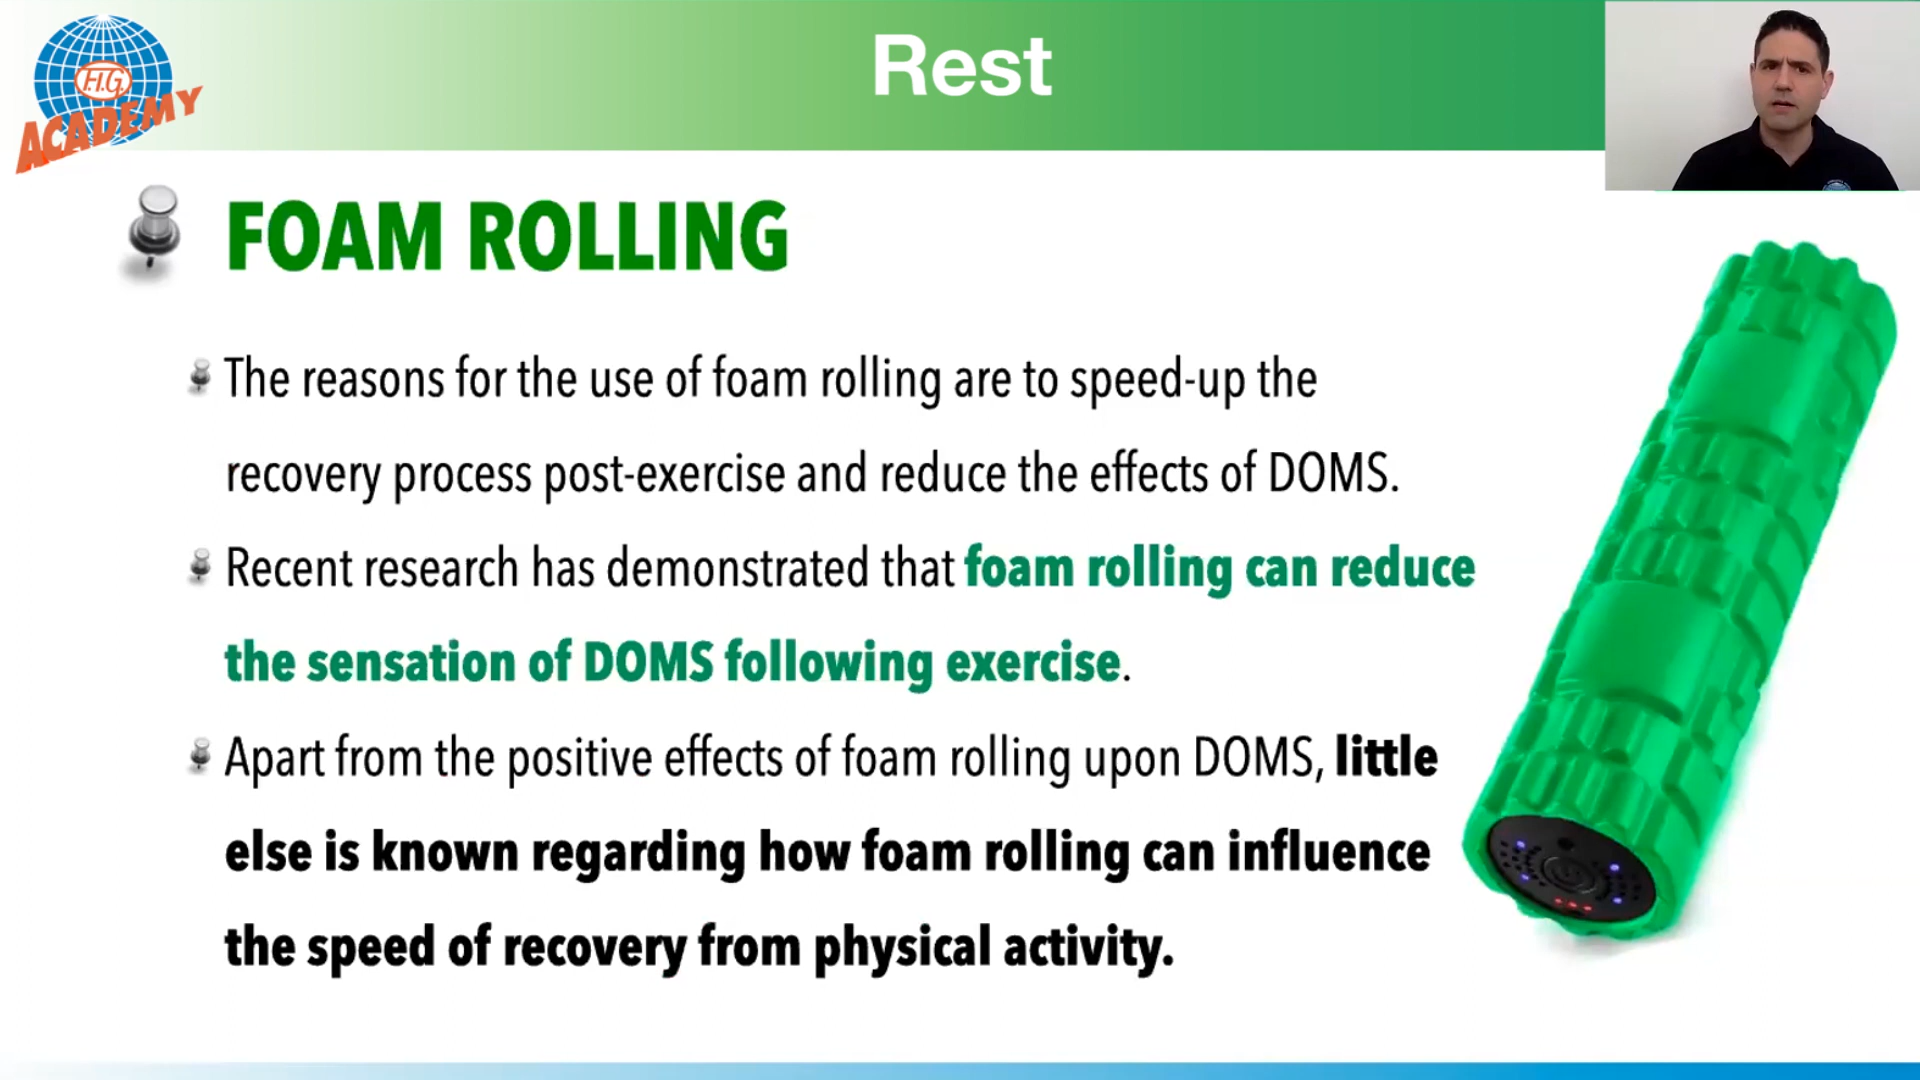 Rest
F.I.G.
ACADEMY
FOAM ROLLING
The reasons for the use of foam rolling are to speed-up the
recovery process post-exercise and reduce the effects of DOMS.
Recent research has demonstrated that foam rolling can reduce
the sensation of DOMS following exercise.
Apart from the positive effects of foam rolling upon DOMS, little
else is known regarding how foam rolling can influence
the speed of recovery from physical activity.